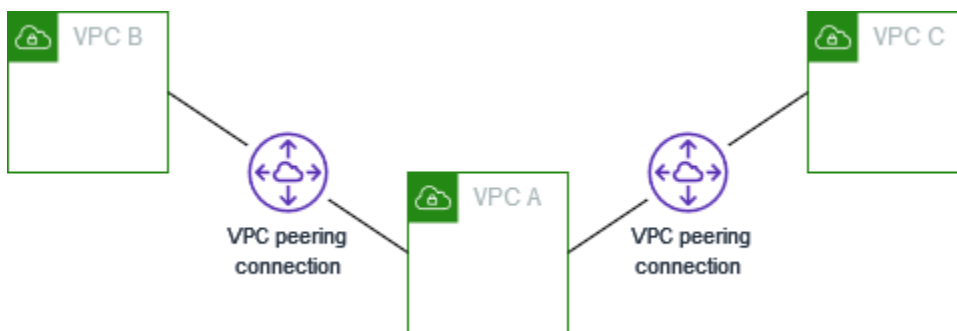 VPC B
VPC C
VPC A
VPC peering
connection
VPC peering
connection